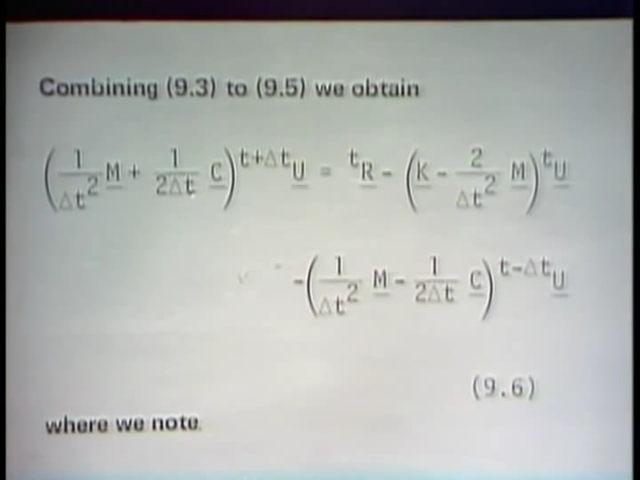 Combining (9.3) to (9.5) we obtain
(1/Δt² M + 1/2Δt C) t+Δt U = tR - (K - 2/Δt² M) tU
-(1/Δt² M - 1/2Δt C) t-Δt U
(9.6)
where we note